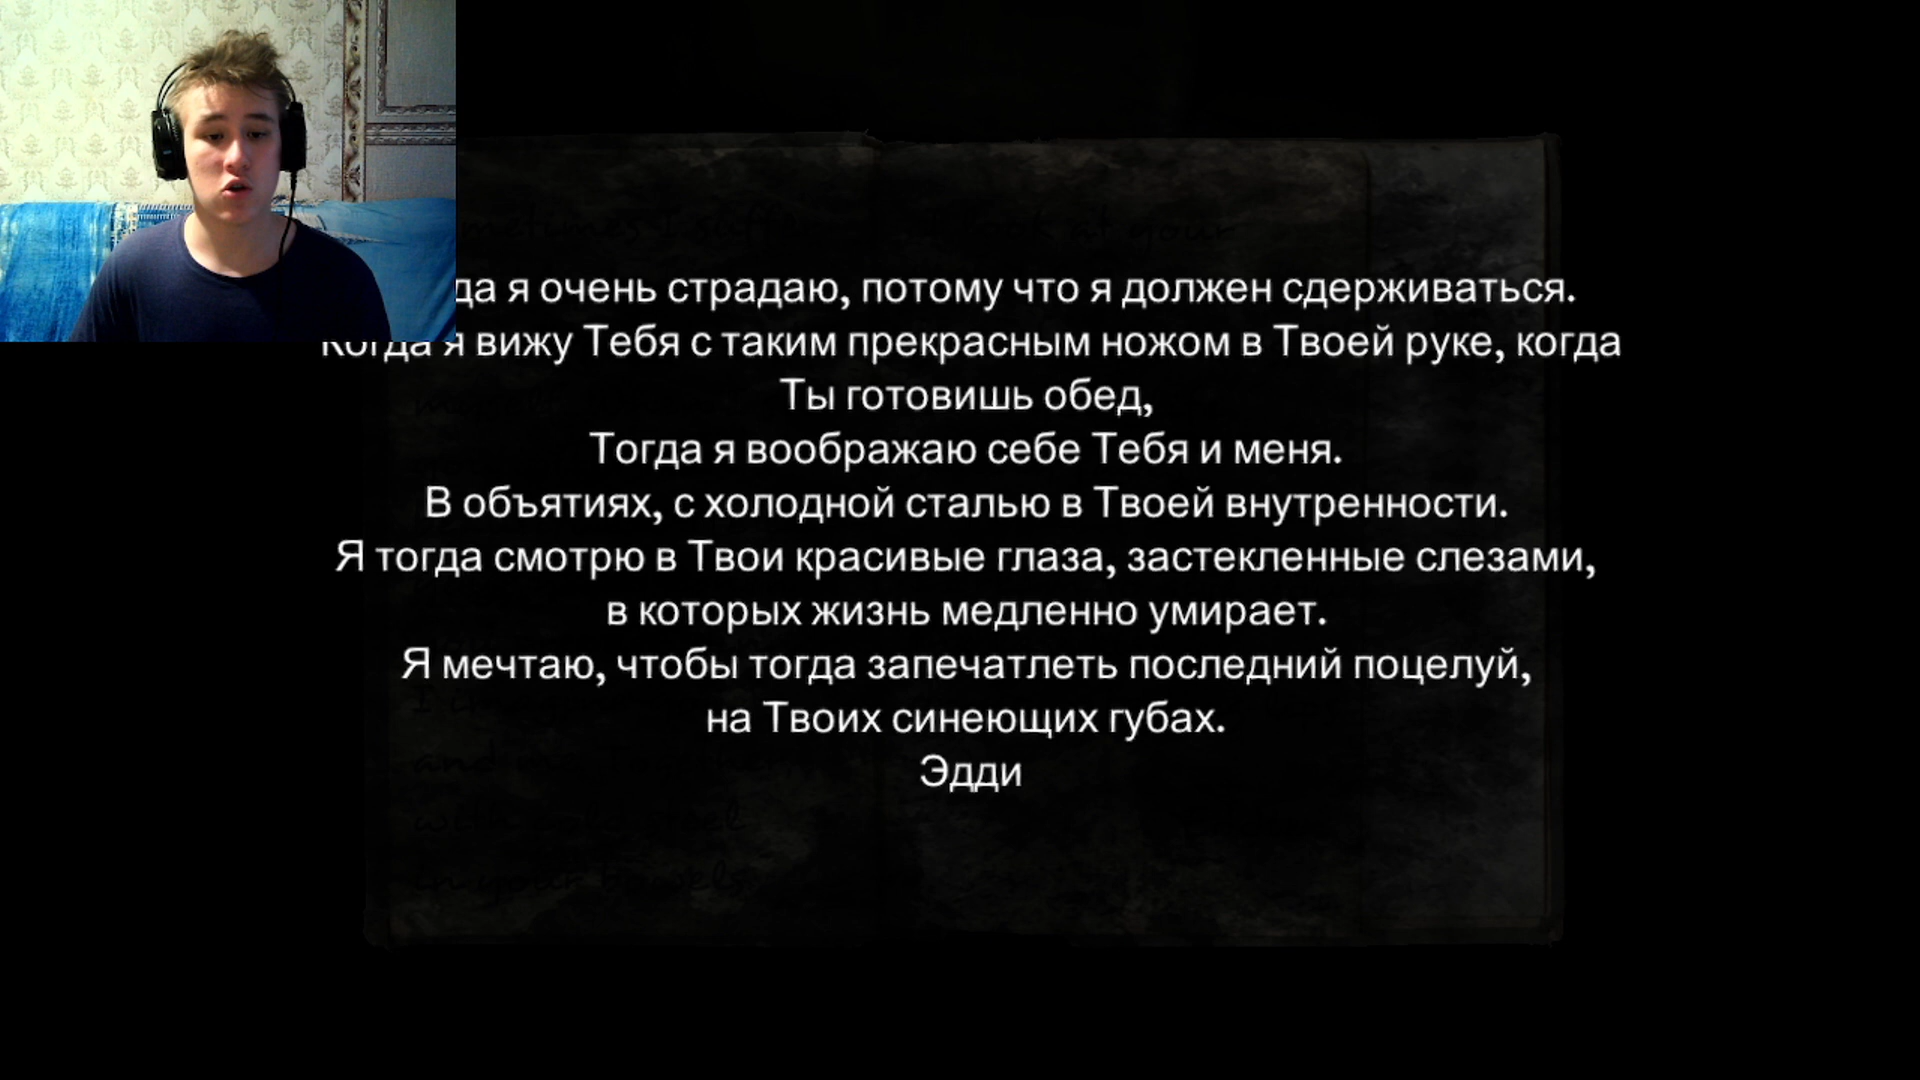 да я очень страдаю, потому что я должен сдерживаться.
Когда я вижу Тебя с таким прекрасным ножом в Твоей руке, когда
Ты готовишь обед,
Тогда я воображаю себе Тебя и меня.
В объятиях, с холодной сталью в Твоей внутренности.
Я тогда смотрю в Твои красивые глаза, застекленные слезами,
в которых жизнь медленно умирает.
Я мечтаю, чтобы тогда запечатлеть последний поцелуй,
на Твоих синеющих губах.
Эдди